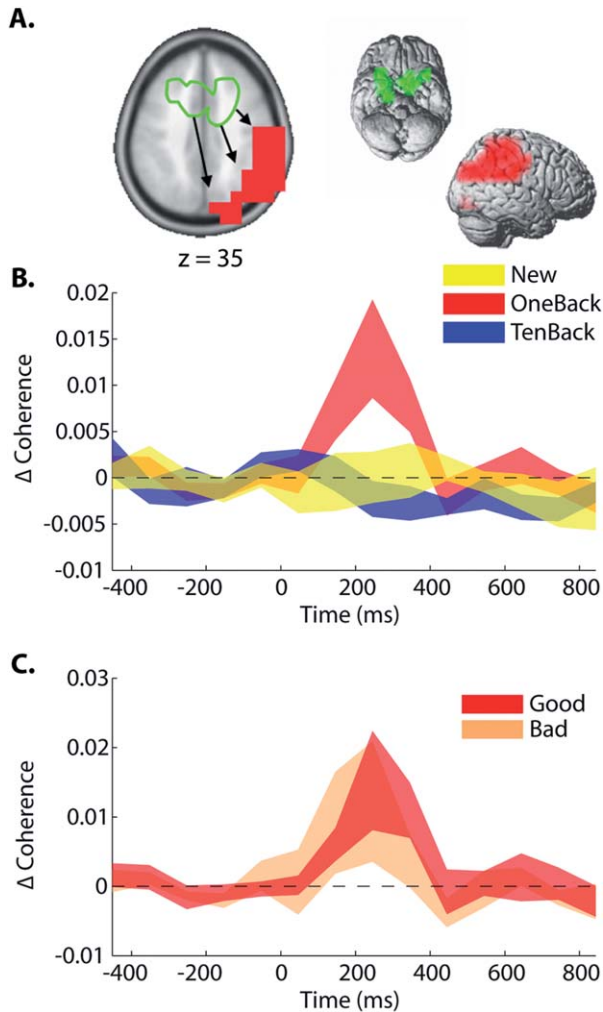 A.
z = 35
B.
New
OneBack
TenBack
0.02
0.015
0.01
0.005
0
-0.005
-0.01
Δ Coherence
-400 -200 0 200 400 600 800
Time (ms)
C.
Good
Bad
0.03
0.02
0.01
0
-0.01
Δ Coherence
-400 -200 0 200 400 600 800
Time (ms)